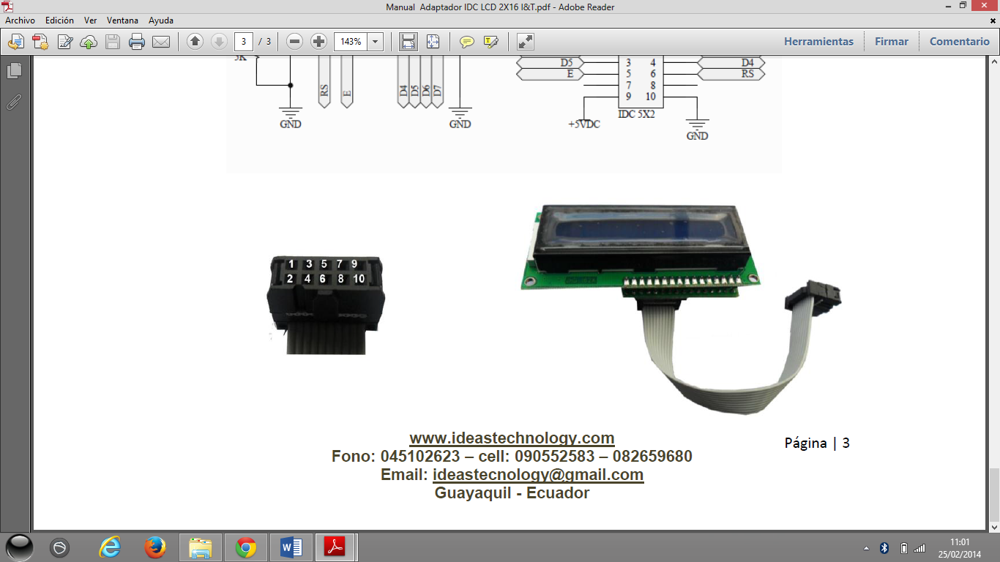 Manual Adaptador IDC LCD 2X16 I&T.pdf - Adobe Reader
Archivo Edición Ver Ventana Ayuda
3 / 3 143% Herramientas Firmar Comentario
RS
E
D4
D5
D6
D7
GND
GND
D5 3 4 D4
E 5 6 RS
7 8
9 10
IDC 5X2
+5VDC
GND
1 3 5 7 9
2 4 6 8 10
www.ideastechnology.com
Fono: 045102623 – cell: 090552583 – 082659680
Email: ideastecnology@gmail.com
Guayaquil - Ecuador
Página | 3
11:01
25/02/2014